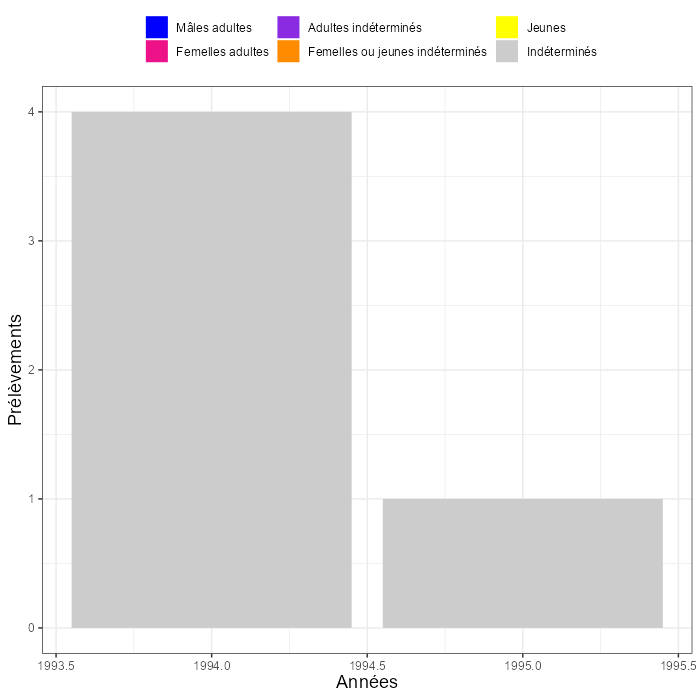 Mâles adultes
Adultes indéterminés
Jeunes
Femelles adultes
Femelles ou jeunes indéterminés
Indéterminés
4
3
2
1
0
Prélèvements
1993.5
1994.0
1994.5
1995.0
1995.5
Années